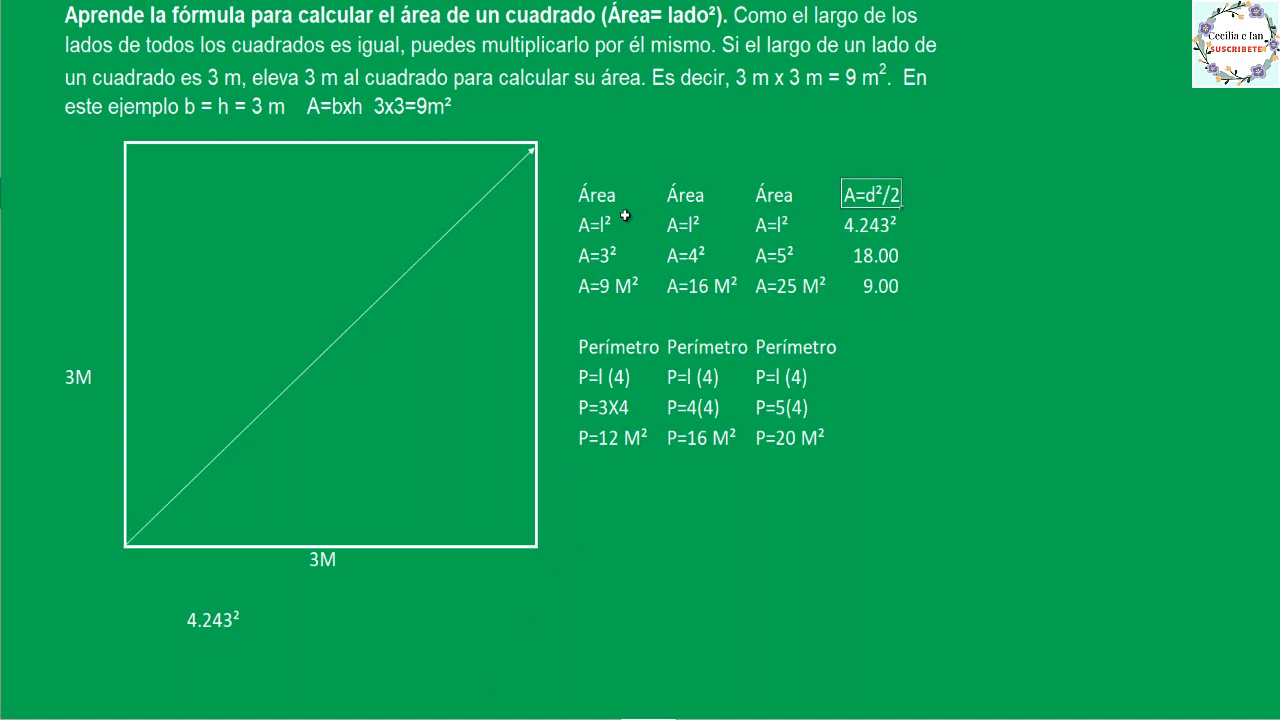 Aprende la fórmula para calcular el área de un cuadrado (Área= lado²). Como el largo de los
lados de todos los cuadrados es igual, puedes multiplicarlo por él mismo. Si el largo de un lado de
un cuadrado es 3 m, eleva 3 m al cuadrado para calcular su área. Es decir, 3 m x 3 m = 9 m². En
este ejemplo b = h = 3 m A=bxh 3x3=9m²
Cecilia e Ian
SUSCRIBETE
Área Área Área A=d²/2
A=l² A=l² A=l² 4.243²
A=3² A=4² A=5² 18.00
A=9 M² A=16 M² A=25 M² 9.00
Perímetro Perímetro Perímetro
P=l (4) P=l (4) P=l (4)
P=3X4 P=4(4) P=5(4)
P=12 M² P=16 M² P=20 M²
3M
3M
4.243²